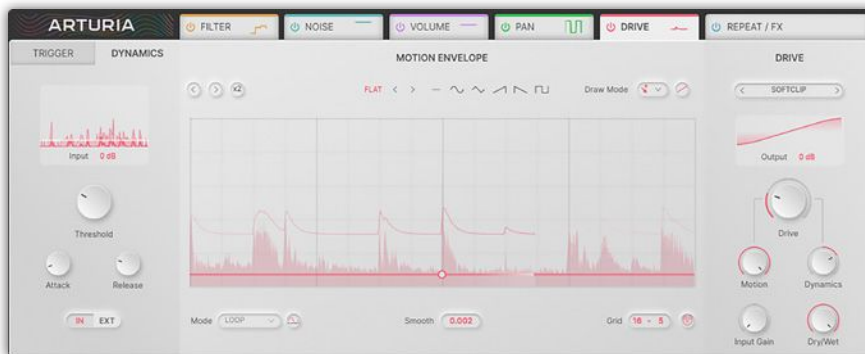 ARTURIA
FILTER
NOISE
VOLUME
PAN
DRIVE
REPEAT / FX
TRIGGER
DYNAMICS
MOTION ENVELOPE
DRIVE
x2
FLAT
Draw Mode
SOFTCLIP
Input 0 dB
Output 0 dB
Threshold
Drive
Attack
Release
Motion
Dynamics
IN EXT
Mode LOOP
Smooth 0.002
Grid 16 - 5
Input Gain
Dry/Wet